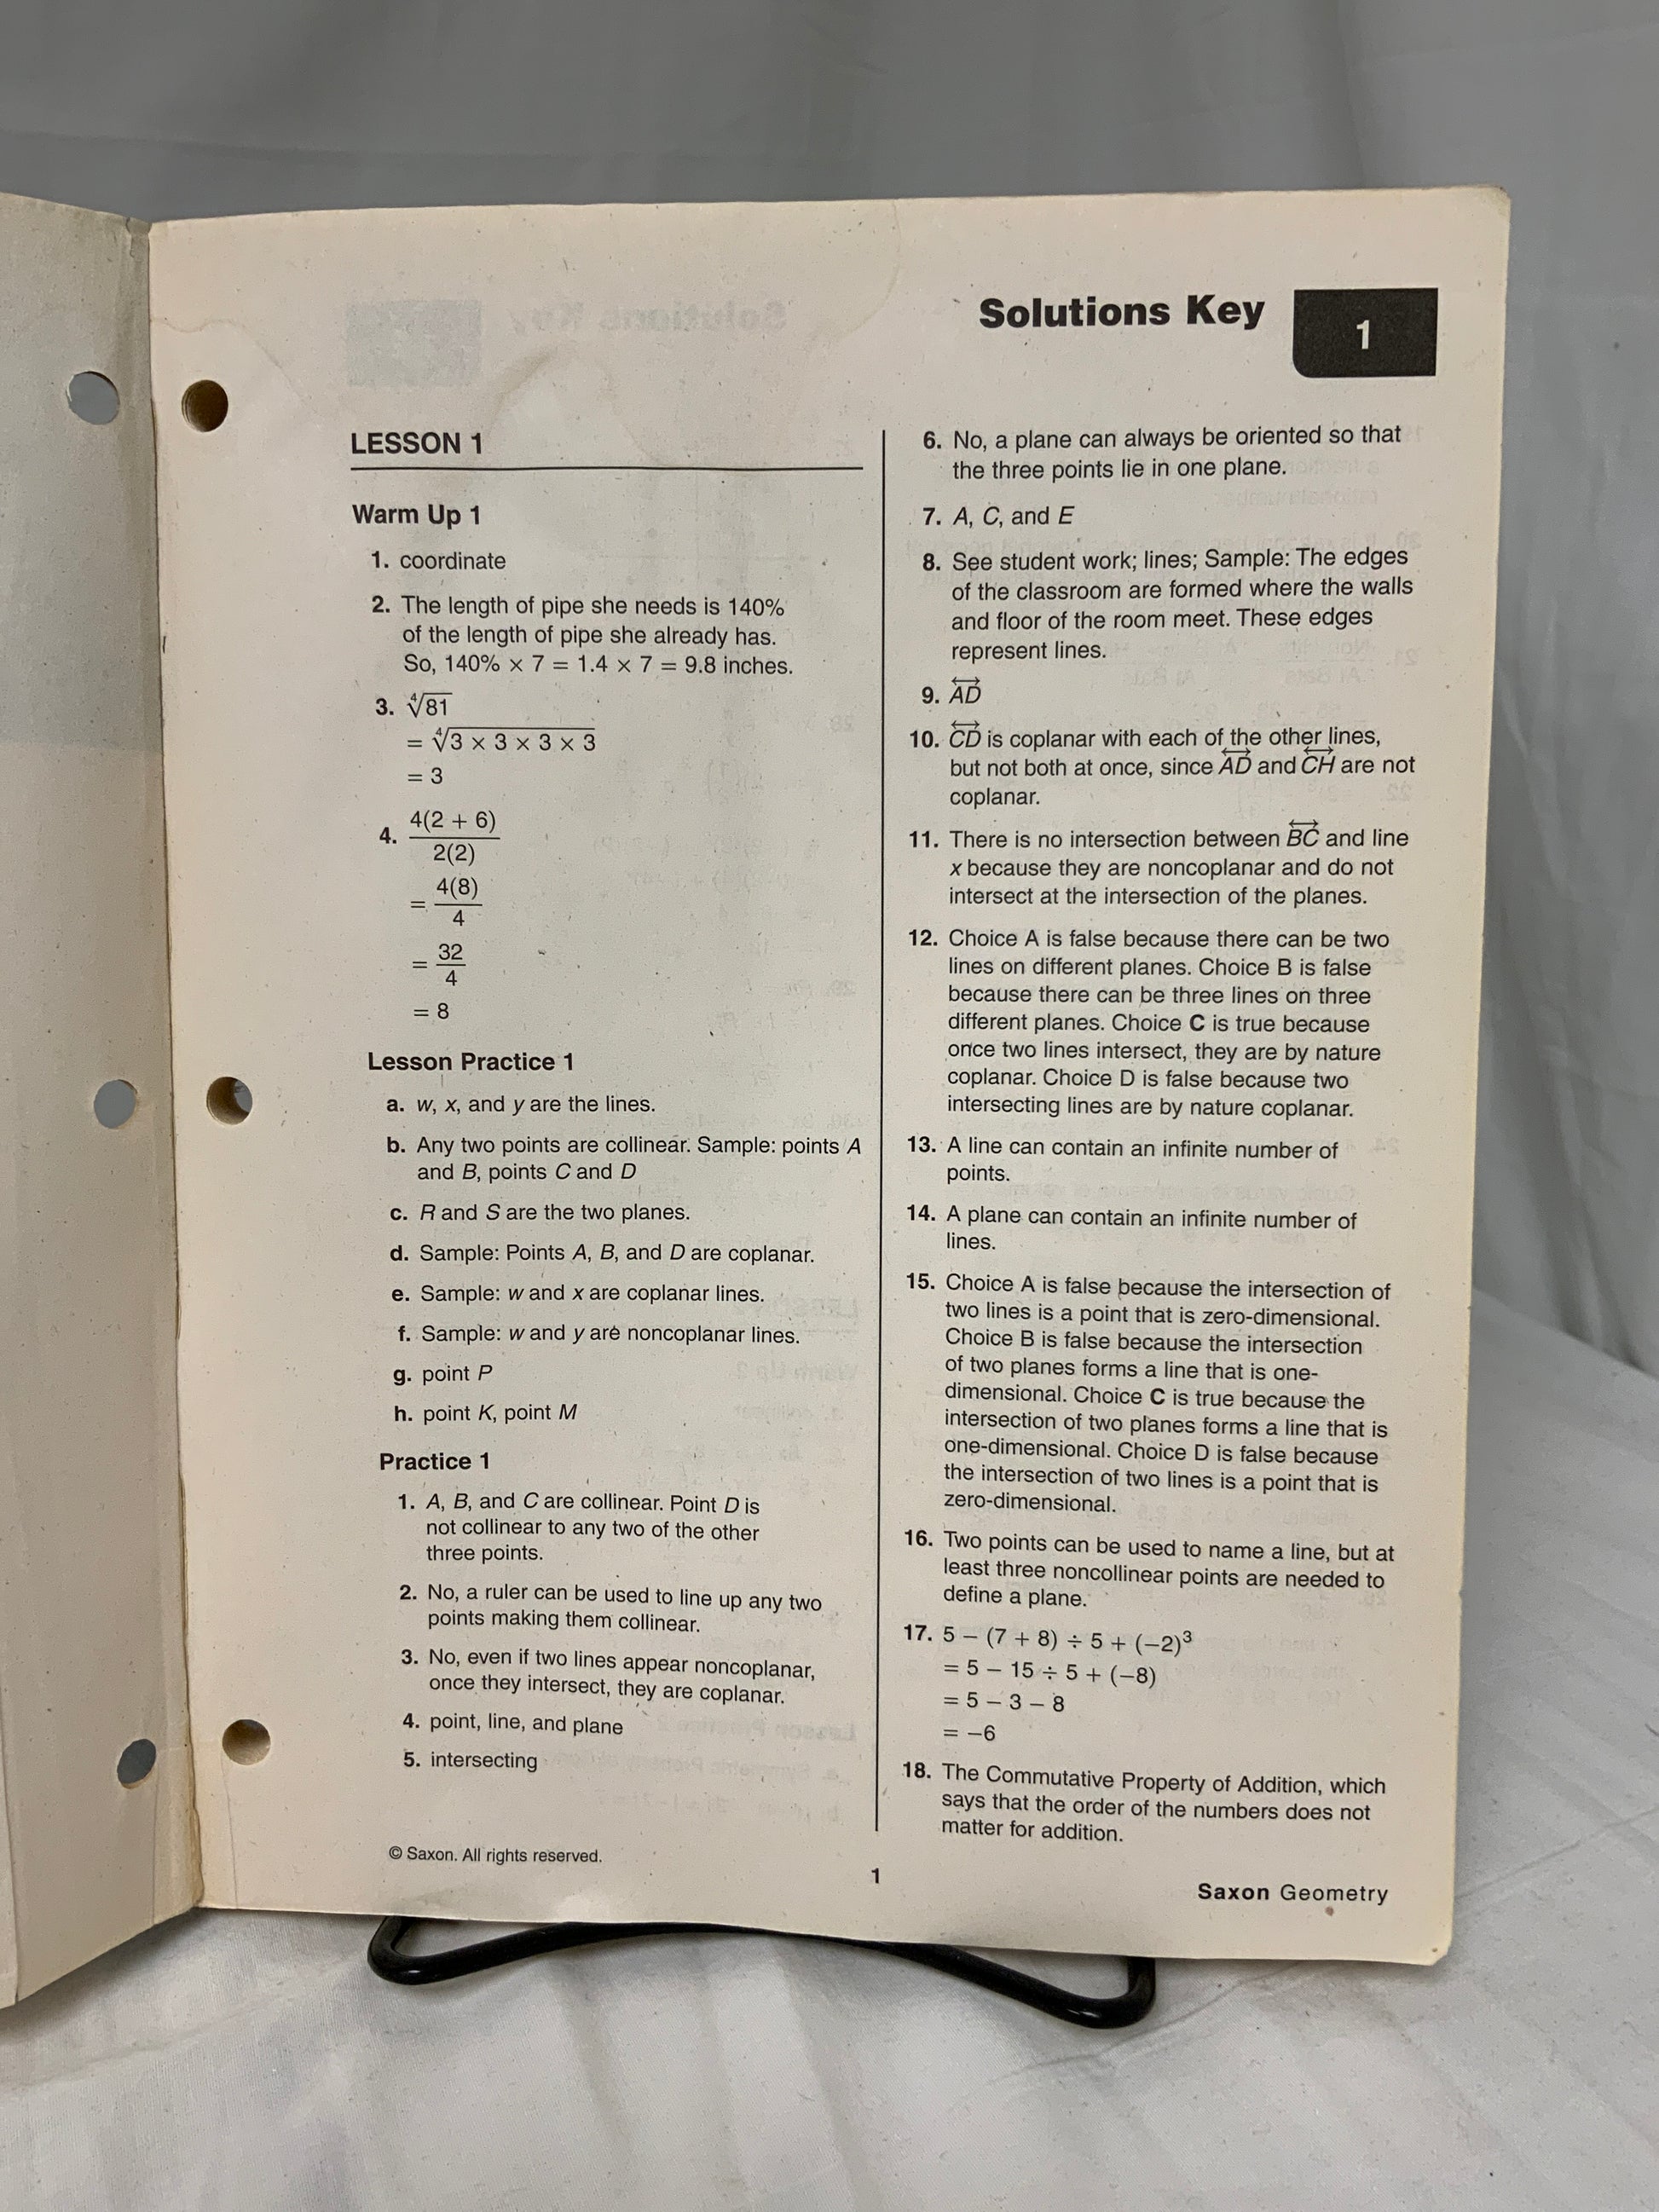 Solutions Key
1
LESSON 1
Warm Up 1
1. coordinate
2. The length of pipe she needs is 140%
of the length of pipe she already has.
So, 140% × 7 = 1.4 × 7 = 9.8 inches.
3. ∜81
= ∜3 × 3 × 3 × 3
= 3
4. 4(2 + 6)
2(2)
= 4(8)
4
= 32
4
= 8
Lesson Practice 1
a. w, x, and y are the lines.
b. Any two points are collinear. Sample: points A
and B, points C and D
c. R and S are the two planes.
d. Sample: Points A, B, and D are coplanar.
e. Sample: w and x are coplanar lines.
f. Sample: w and y are noncoplanar lines.
g. point P
h. point K, point M
Practice 1
1. A, B, and C are collinear. Point D is
not collinear to any two of the other
three points.
2. No, a ruler can be used to line up any two
points making them collinear.
3. No, even if two lines appear noncoplanar,
once they intersect, they are coplanar.
4. point, line, and plane
5. intersecting
6. No, a plane can always be oriented so that
the three points lie in one plane.
7. A, C, and E
8. See student work; lines; Sample: The edges
of the classroom are formed where the walls
and floor of the room meet. These edges
represent lines.
9. AD
10. CD is coplanar with each of the other lines,
but not both at once, since AD and CH are not
coplanar.
11. There is no intersection between BC and line
x because they are noncoplanar and do not
intersect at the intersection of the planes.
12. Choice A is false because there can be two
lines on different planes. Choice B is false
because there can be three lines on three
different planes. Choice C is true because
once two lines intersect, they are by nature
coplanar. Choice D is false because two
intersecting lines are by nature coplanar.
13. A line can contain an infinite number of
points.
14. A plane can contain an infinite number of
lines.
15. Choice A is false because the intersection of
two lines is a point that is zero-dimensional.
Choice B is false because the intersection
of two planes forms a line that is one-
dimensional. Choice C is true because the
intersection of two planes forms a line that is
one-dimensional. Choice D is false because
the intersection of two lines is a point that is
zero-dimensional.
16. Two points can be used to name a line, but at
least three noncollinear points are needed to
define a plane.
17. 5 − (7 + 8) ÷ 5 + (−2)³
= 5 − 15 ÷ 5 + (−8)
= 5 − 3 − 8
= −6
18. The Commutative Property of Addition, which
says that the order of the numbers does not
matter for addition.
© Saxon. All rights reserved.
1
Saxon Geometry